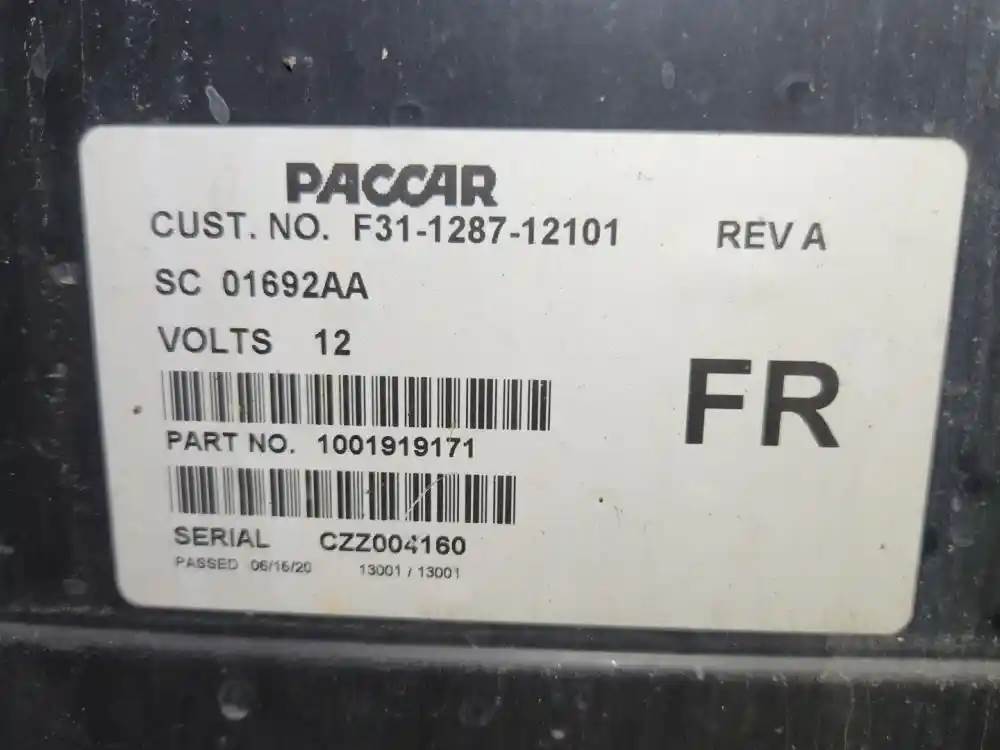 PACCAR
CUST. NO. F31-1287-12101 REV A
SC 01692AA
VOLTS 12
FR
PART NO. 1001919171
SERIAL CZZ004160
PASSED 06/16/20 13001 / 13001